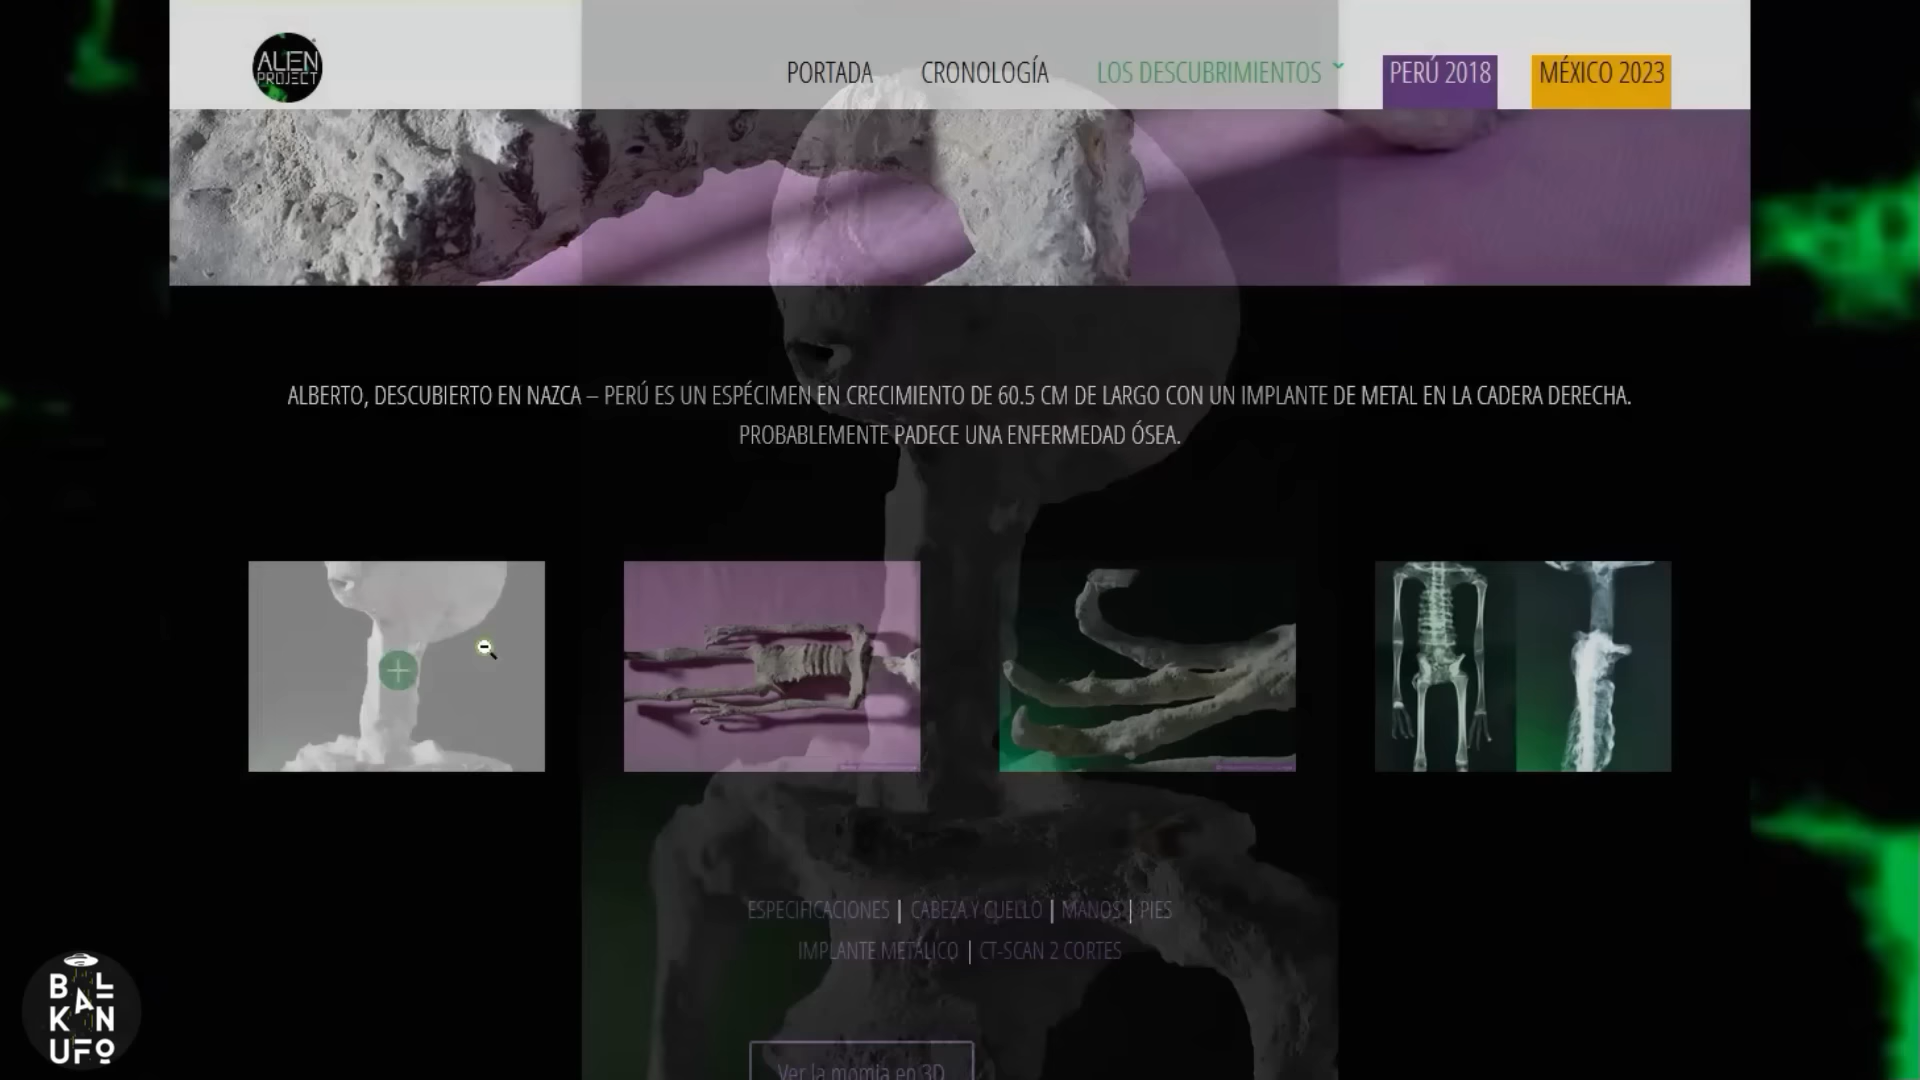 ALIEN
PROJECT
PORTADA
CRONOLOGÍA
LOS DESCUBRIMIENTOS
PERÚ 2018
MÉXICO 2023
ALBERTO, DESCUBIERTO EN NAZCA – PERÚ ES UN ESPÉCIMEN EN CRECIMIENTO DE 60.5 CM DE LARGO CON UN IMPLANTE DE METAL EN LA CADERA DERECHA.
PROBABLEMENTE PADECE UNA ENFERMEDAD ÓSEA.
ESPECIFICACIONES | CABEZA Y CUELLO | MANOS | PIES
IMPLANTE METÁLICO | CT-SCAN 2 CORTES
Ver la momia en 3D
BAL
KAN
UFO